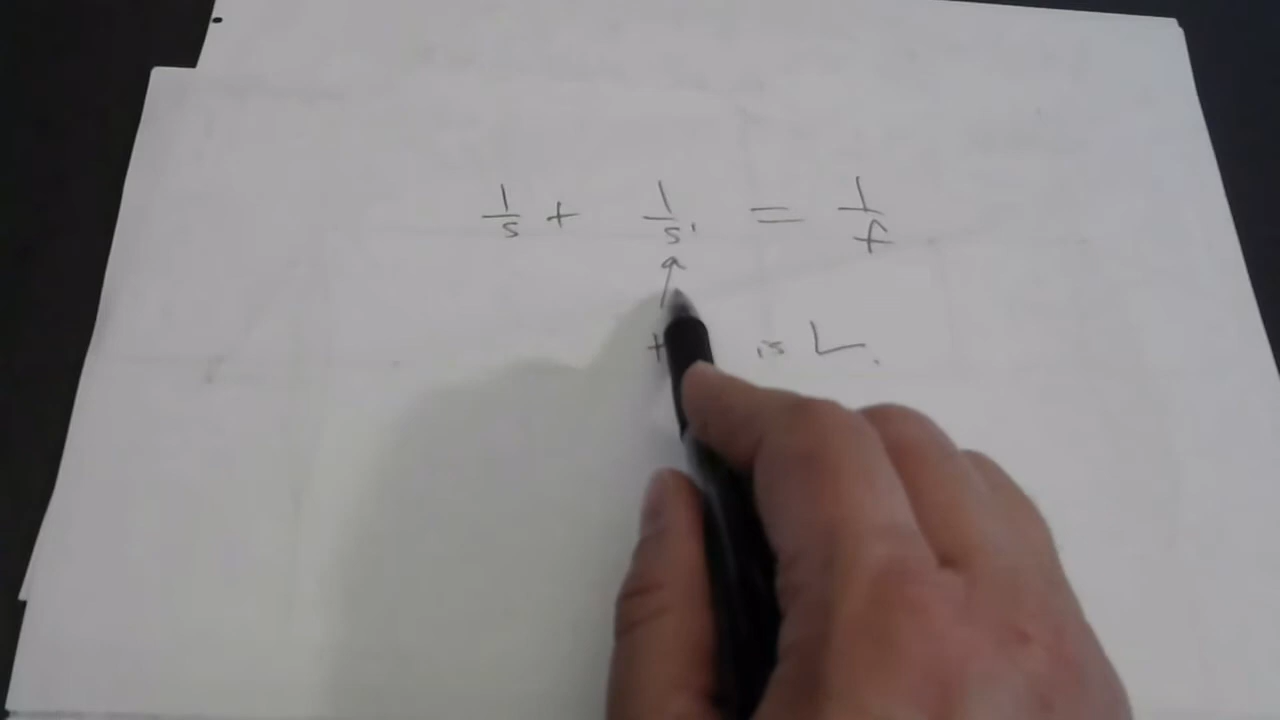 1/s + 1/s' = 1/f
+ is L.